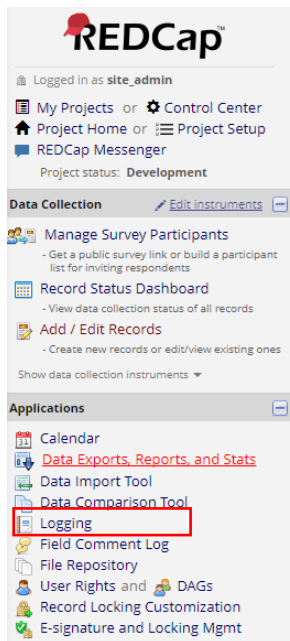 REDCap
Logged in as site_admin
My Projects or Control Center
Project Home or Project Setup
REDCap Messenger
Project status: Development
Data Collection Edit instruments
Manage Survey Participants
- Get a public survey link or build a participant
list for inviting respondents
Record Status Dashboard
- View data collection status of all records
Add / Edit Records
- Create new records or edit/view existing ones
Show data collection instruments
Applications
31 Calendar
Data Exports, Reports, and Stats
Data Import Tool
Data Comparison Tool
Logging
Field Comment Log
File Repository
User Rights and DAGs
Record Locking Customization
E-signature and Locking Mgmt